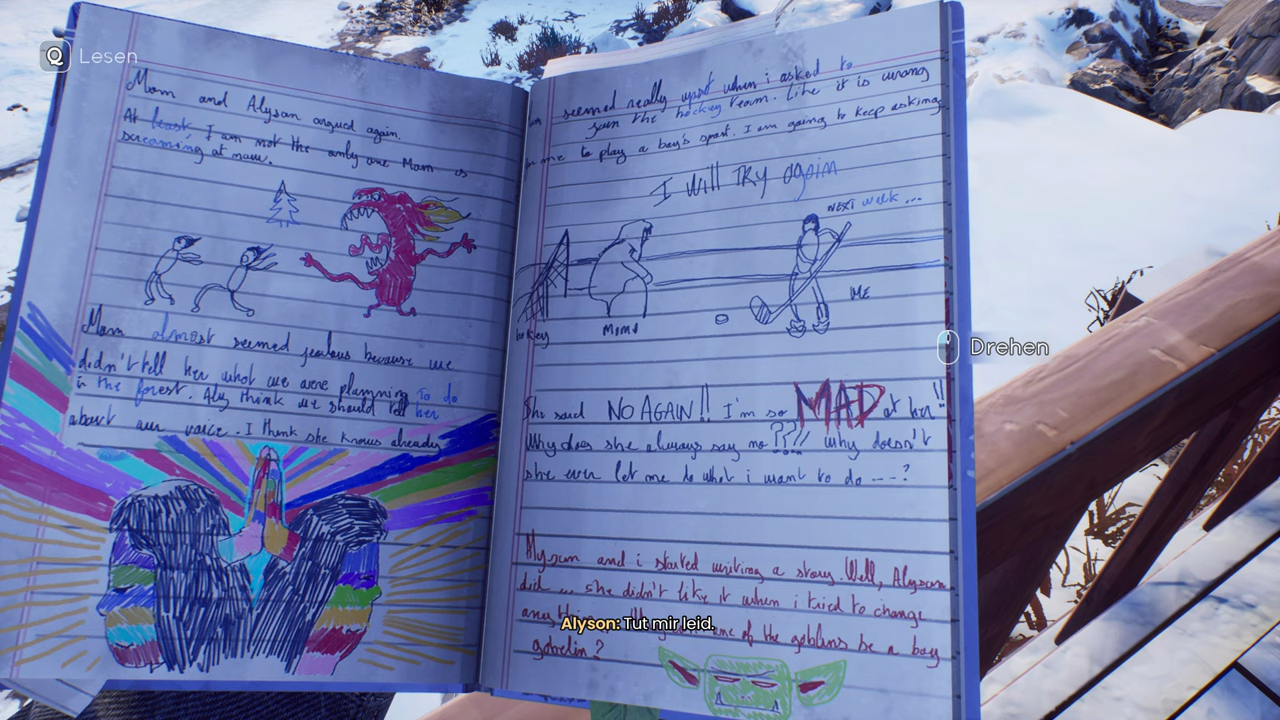 Q Lesen
Mom and Alyson argued again.
At least I am not the only one Mom is
screaming at now.
Mom almost seemed jealous because we
didn't tell her what we were planning to do
in the forest. Aly think we should tell her
about our voice. I think she knows already
seemed really upset when i asked to
join the hockey team. Like it is wrong
me to play a boy's sport. I am going to keep asking
I will TRY again
NEXT week ...
ME
hockey
Moms
She said NO AGAIN!! I'm so MAD at her!!
Why does she always say no ??!! why doesn't
she ever let me do what i want to do ---?
Alyson and i started writing a story. Well, Alyson
did ... she didn't like it when i tried to change
one of the goblins be a boy
gobelin?
Drehen
Alyson: Tut mir leid.